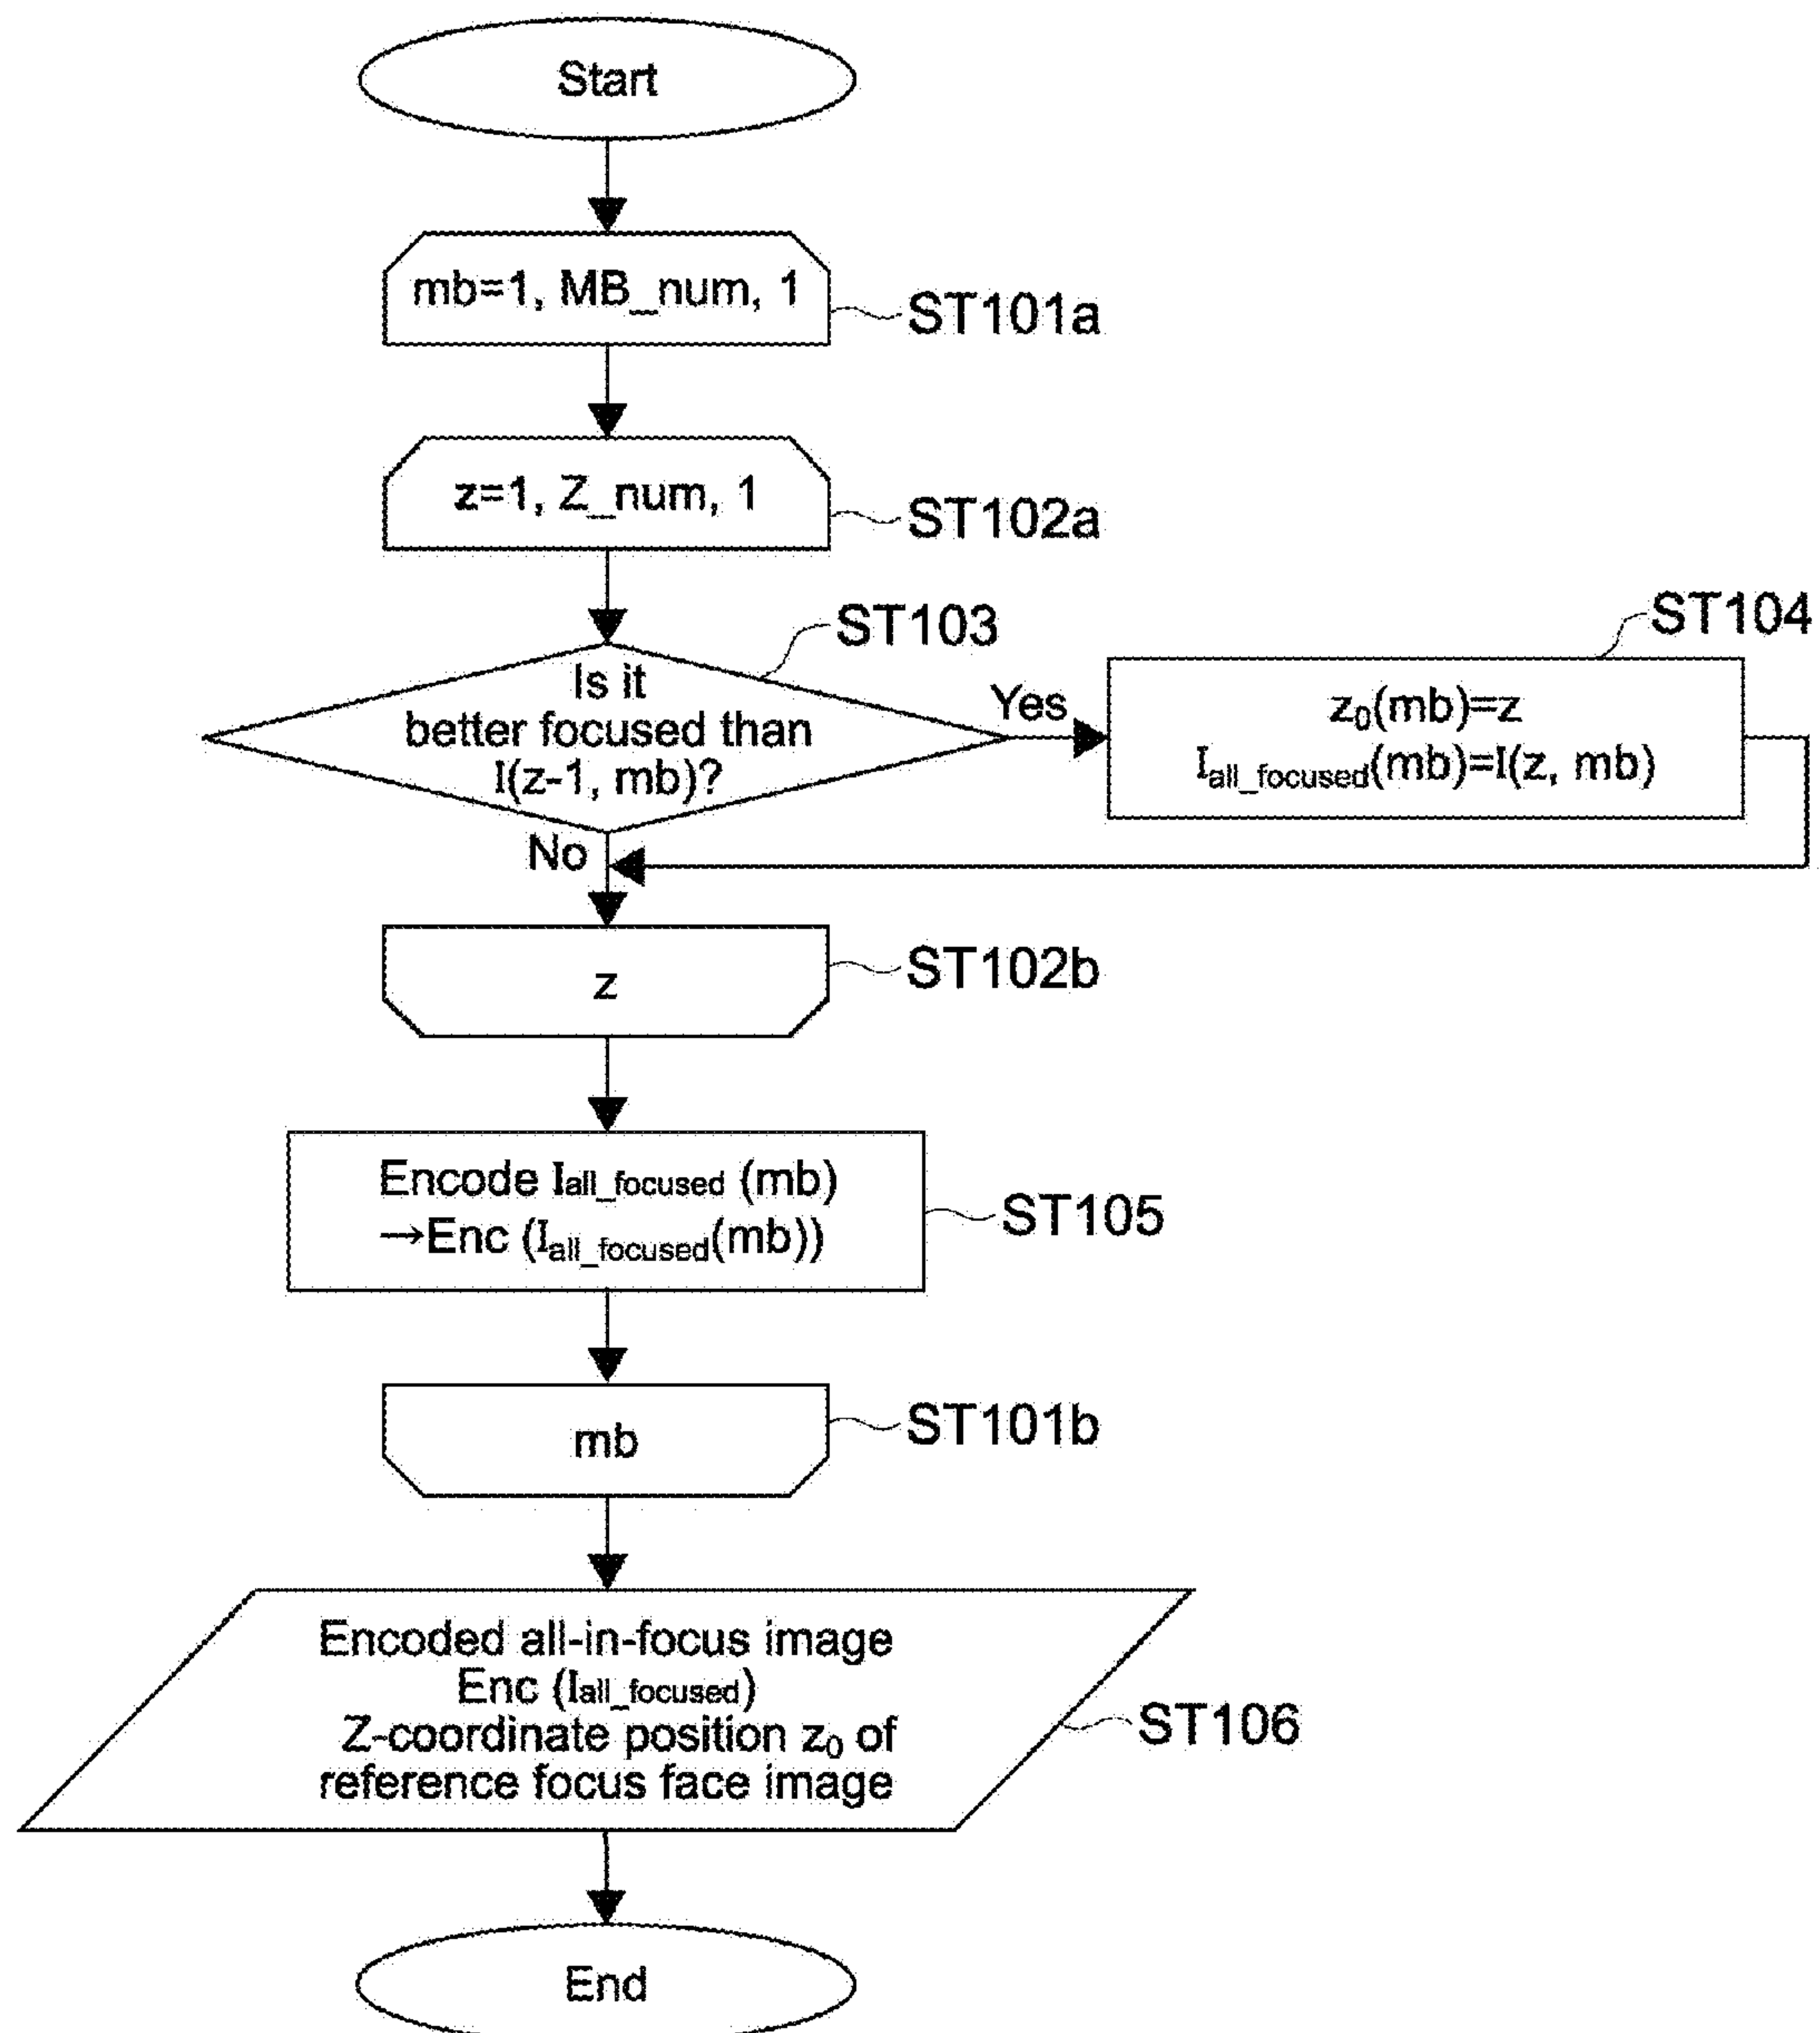 Start
mb=1, MB_num, 1
ST101a
z=1, Z_num, 1
ST102a
ST103
ST104
Is it
better focused than
I(z-1, mb)?
Yes
z₀(mb)=z
Iall_focused(mb)=I(z, mb)
No
z
ST102b
Encode Iall_focused (mb)
→Enc (Iall_focused(mb))
ST105
mb
ST101b
Encoded all-in-focus image
Enc (Iall_focused)
Z-coordinate position z₀ of
reference focus face image
ST106
End